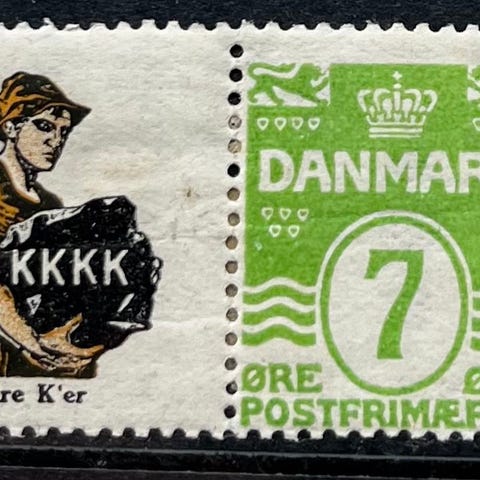 KKKK
re K'er
DANMAR
7
ØRE Ø
POSTFRIMÆR